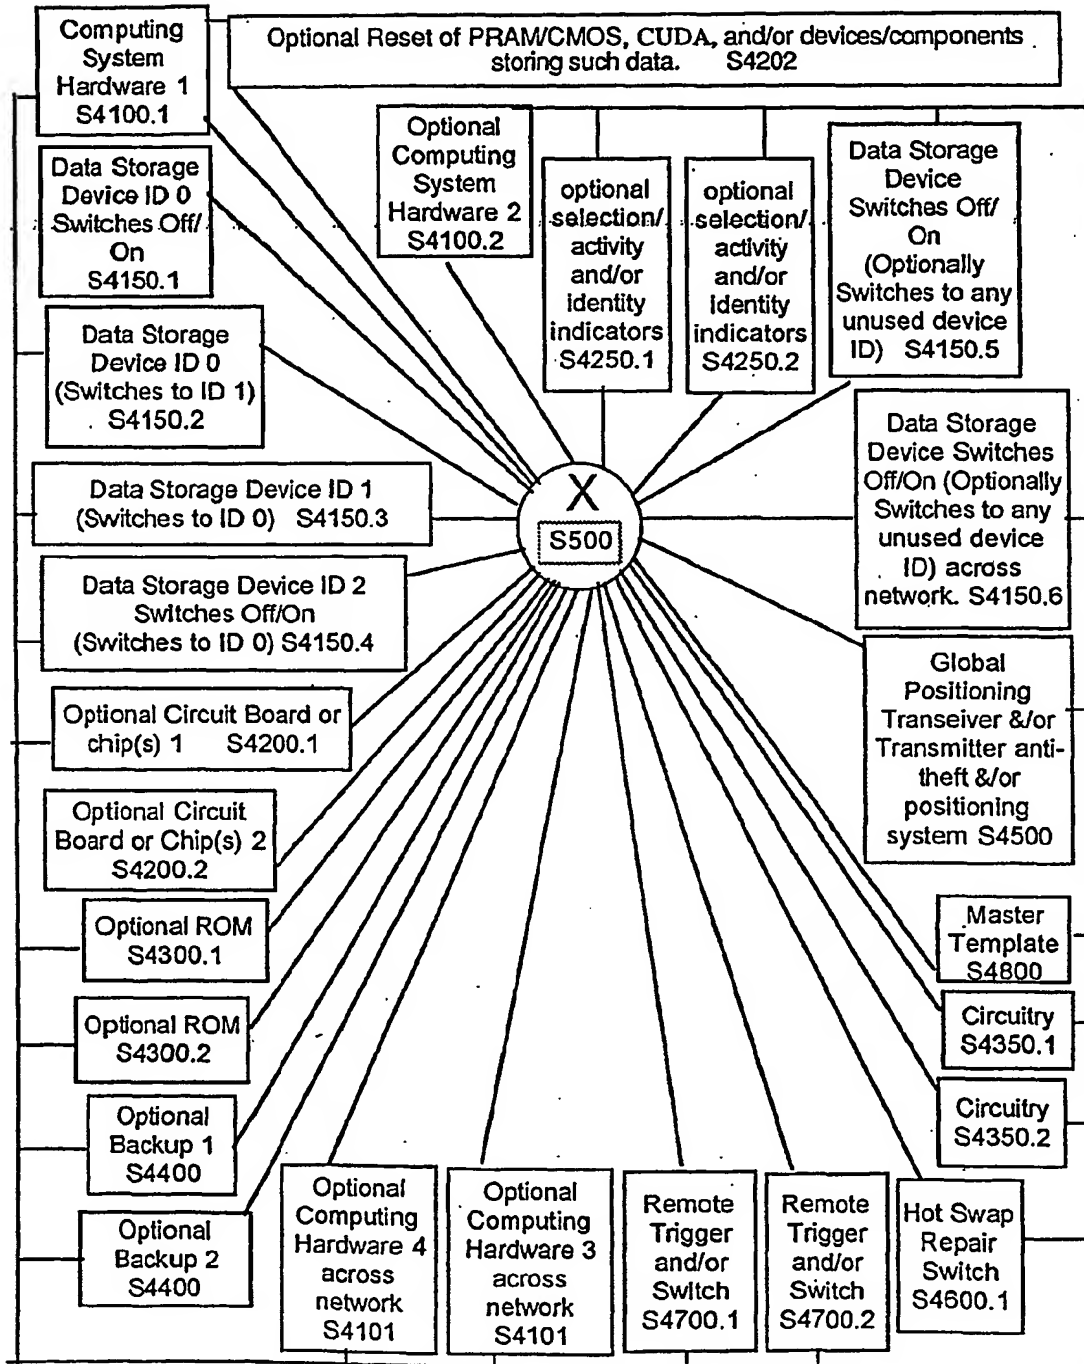 Computing
System
Hardware 1
S4100.1
Optional Reset of PRAM/CMOS, CUDA, and/or devices/components
storing such data. S4202
Optional
Computing
System
Hardware 2
S4100.2
optional
selection/
activity
and/or
identity
indicators
S4250.1
optional
selection/
activity
and/or
identity
indicators
S4250.2
Data Storage
Device
Switches Off/
On
(Optionally
Switches to any
unused device
ID) S4150.5
Data Storage
Device ID 0
Switches Off/
On
S4150.1
Data Storage
Device ID 0
(Switches to ID 1)
S4150.2
Data Storage Device ID 1
(Switches to ID 0) S4150.3
Data Storage Device ID 2
Switches Off/On
(Switches to ID 0) S4150.4
X
S500
Data Storage
Device Switches
Off/On (Optionally
Switches to any
unused device
ID) across
network. S4150.6
Global
Positioning
Transeiver &/or
Transmitter anti-
theft &/or
positioning
system S4500
Optional Circuit Board or
chip(s) 1 S4200.1
Optional Circuit
Board or Chip(s) 2
S4200.2
Optional ROM
S4300.1
Optional ROM
S4300.2
Optional
Backup 1
S4400
Optional
Backup 2
S4400
Optional
Computing
Hardware 4
across
network
S4101
Optional
Computing
Hardware 3
across
network
S4101
Remote
Trigger
and/or
Switch
S4700.1
Remote
Trigger
and/or
Switch
S4700.2
Hot Swap
Repair
Switch
S4600.1
Master
Template
S4800
Circuitry
S4350.1
Circuitry
S4350.2